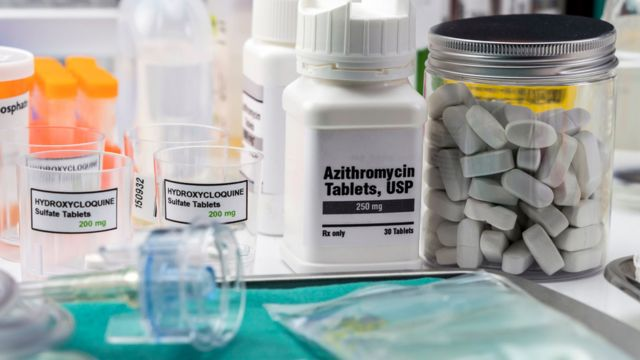 osphate
HYDROXYCLOQUINE
Sulfate Tablets
200 mg
150932
HYDROXYCLOQUINE
Sulfate Tablets
200 mg
Azithromycin
Tablets, USP
250 mg
Rx only 30 Tablets